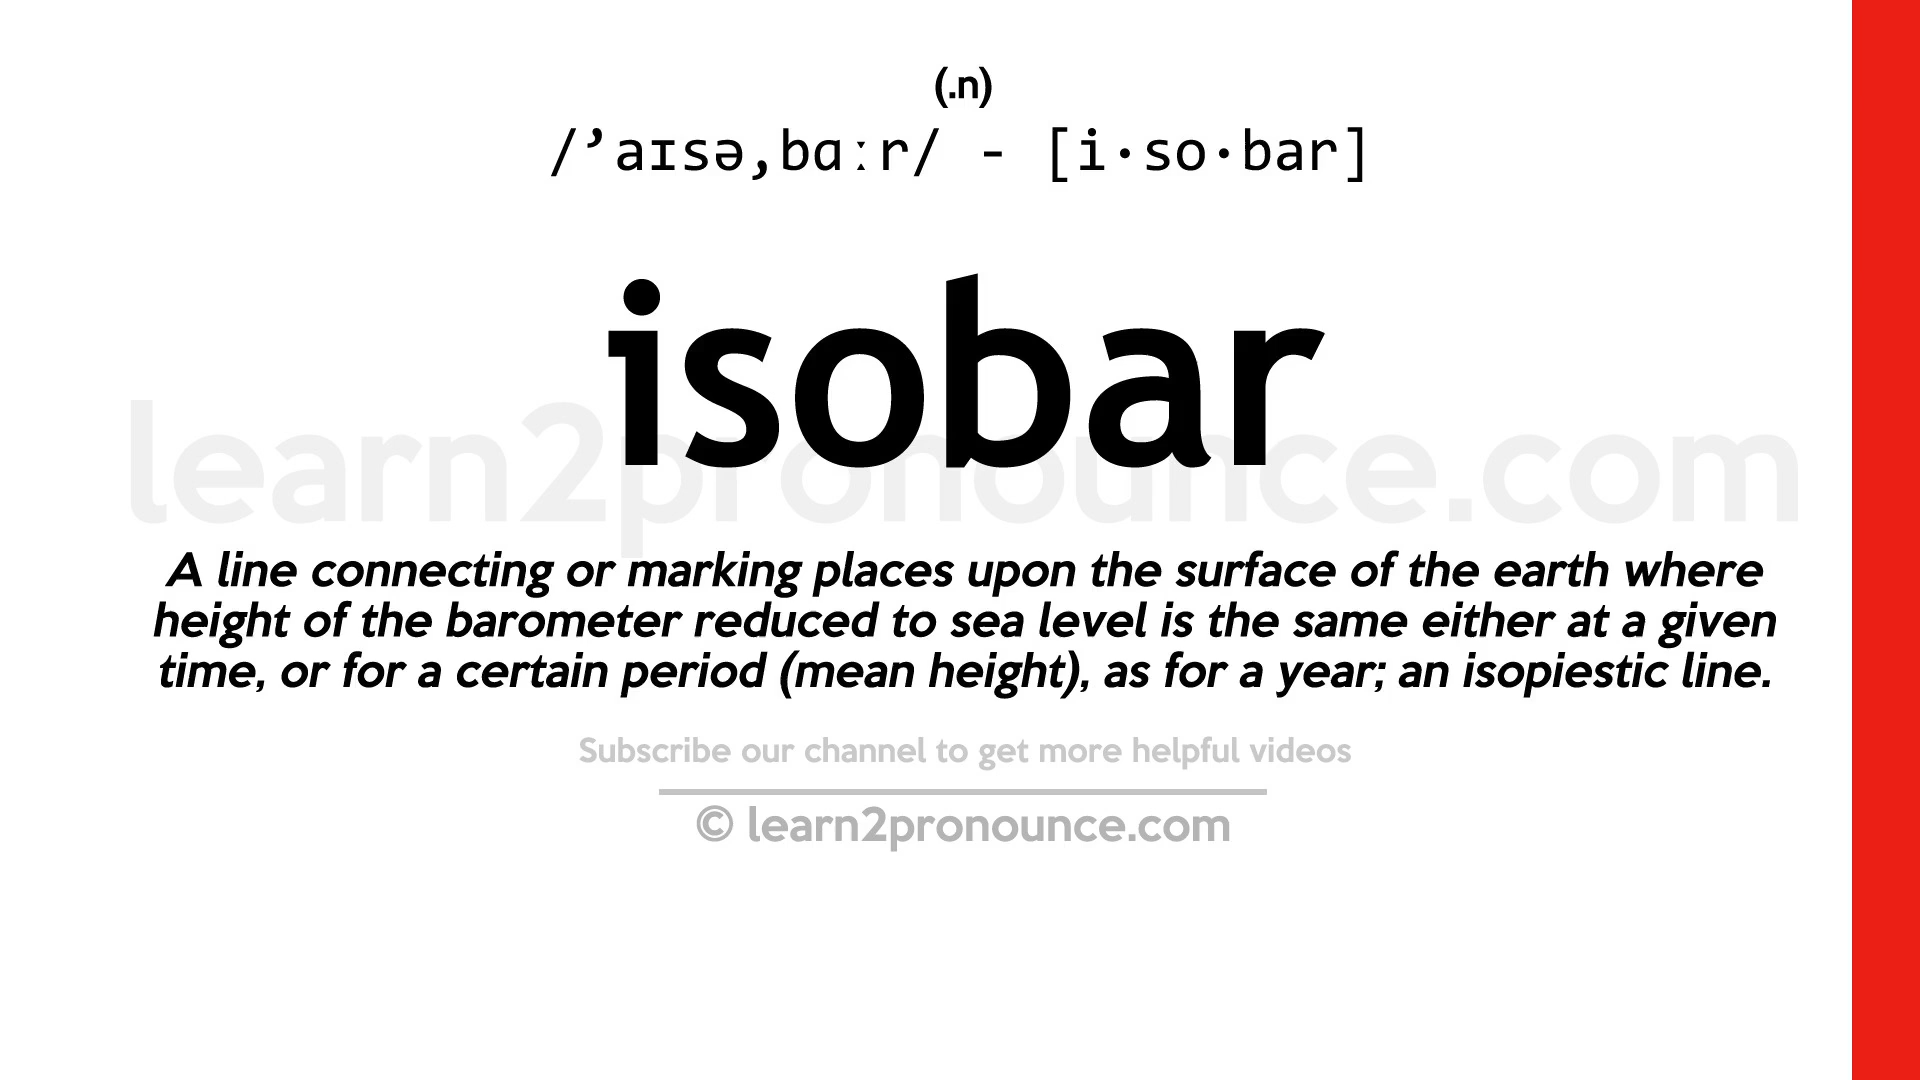 (.n)
/’aɪsə,bɑːr/ - [i·so·bar]
isobar
learn2pronounce.com
A line connecting or marking places upon the surface of the earth where
height of the barometer reduced to sea level is the same either at a given
time, or for a certain period (mean height), as for a year; an isopiestic line.
Subscribe our channel to get more helpful videos
© learn2pronounce.com